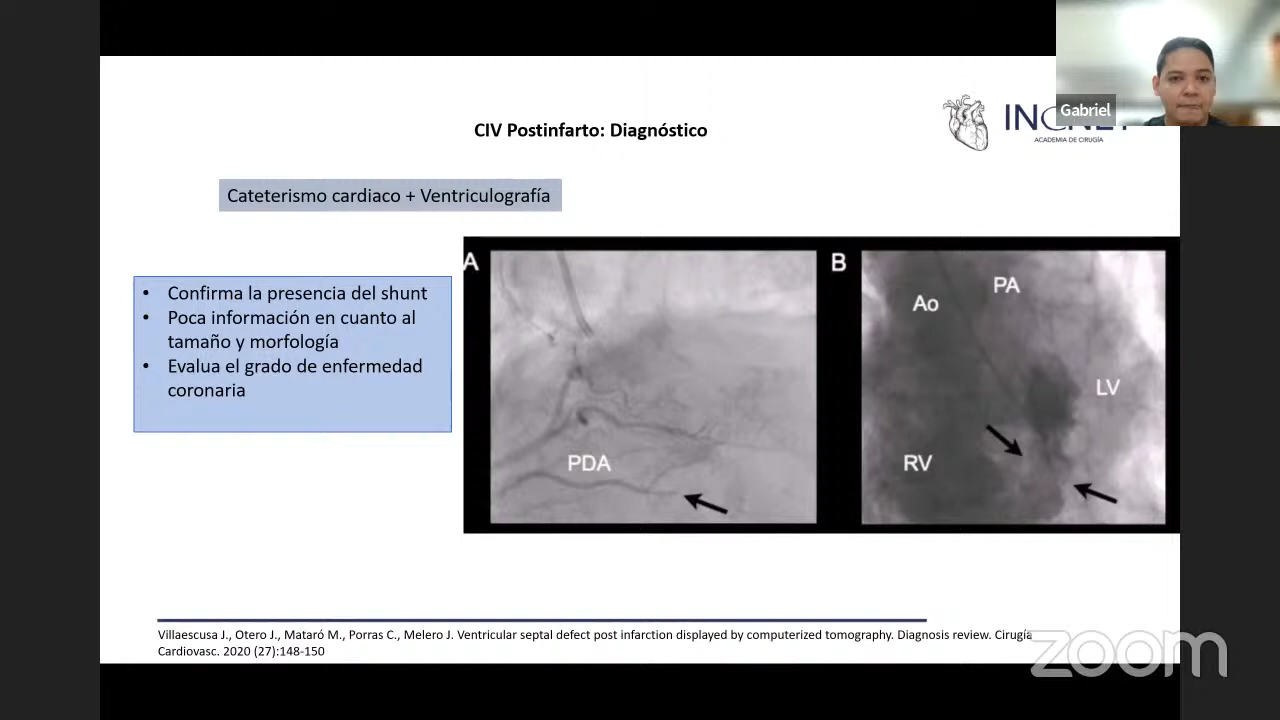 Gabriel
ACADEMIA DE CIRUGÍA
CIV Postinfarto: Diagnóstico
Cateterismo cardiaco + Ventriculografía
• Confirma la presencia del shunt
• Poca información en cuanto al
tamaño y morfología
• Evalua el grado de enfermedad
coronaria
A
PDA
B
PA
Ao
LV
RV
Villaescusa J., Otero J., Mataró M., Porras C., Melero J. Ventricular septal defect post infarction displayed by computerized tomography. Diagnosis review. Cirugía
Cardiovasc. 2020 (27):148-150
zoom